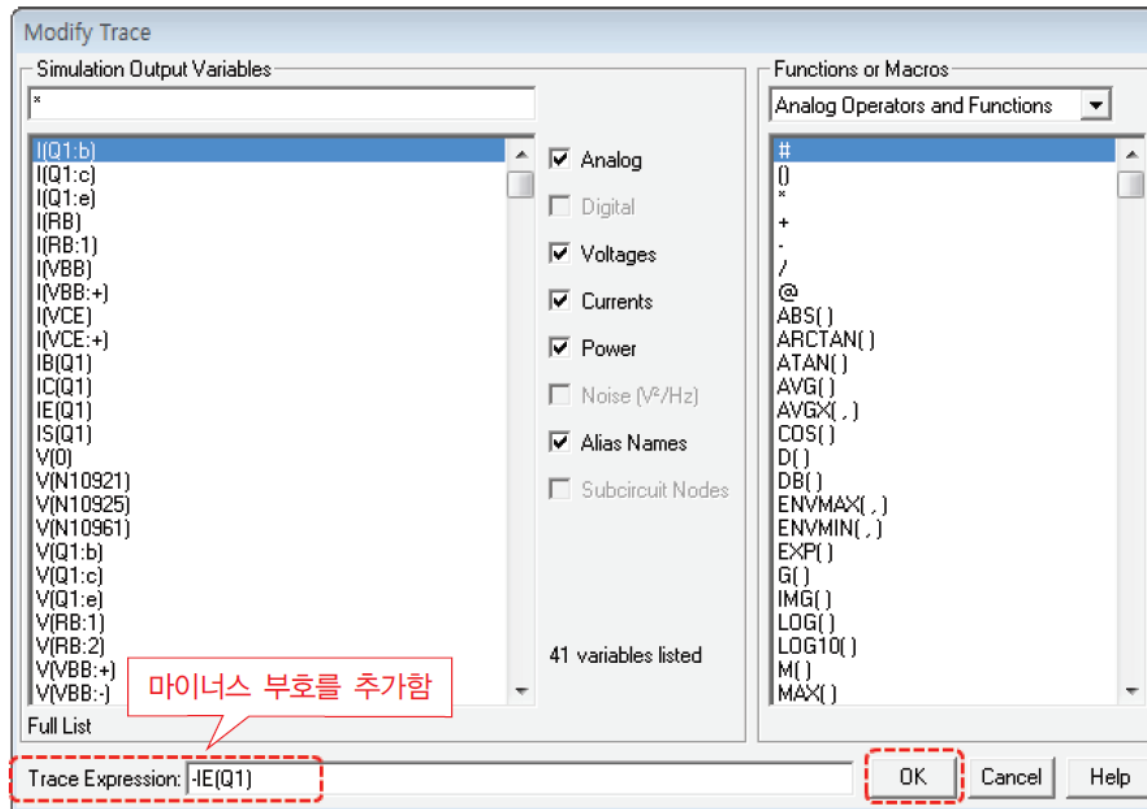 Modify Trace
Simulation Output Variables
*
I(Q1:b)
I(Q1:c)
I(Q1:e)
I(RB)
I(RB:1)
I(VBB)
I(VBB:+)
I(VCE)
I(VCE:+)
IB(Q1)
IC(Q1)
IE(Q1)
IS(Q1)
V(0)
V(N10921)
V(N10925)
V(N10961)
V(Q1:b)
V(Q1:c)
V(Q1:e)
V(RB:1)
V(RB:2)
V(VBB:+)
V(VBB:-)
Full List
Analog
Digital
Voltages
Currents
Power
Noise (V²/Hz)
Alias Names
Subcircuit Nodes
41 variables listed
Functions or Macros
Analog Operators and Functions
#
()
*
+
-
/
@
ABS( )
ARCTAN( )
ATAN( )
AVG( )
AVGX( , )
COS( )
D( )
DB( )
ENVMAX( , )
ENVMIN( , )
EXP( )
G( )
IMG( )
LOG( )
LOG10( )
M( )
MAX( )
마이너스 부호를 추가함
Trace Expression: -IE(Q1)
OK
Cancel
Help